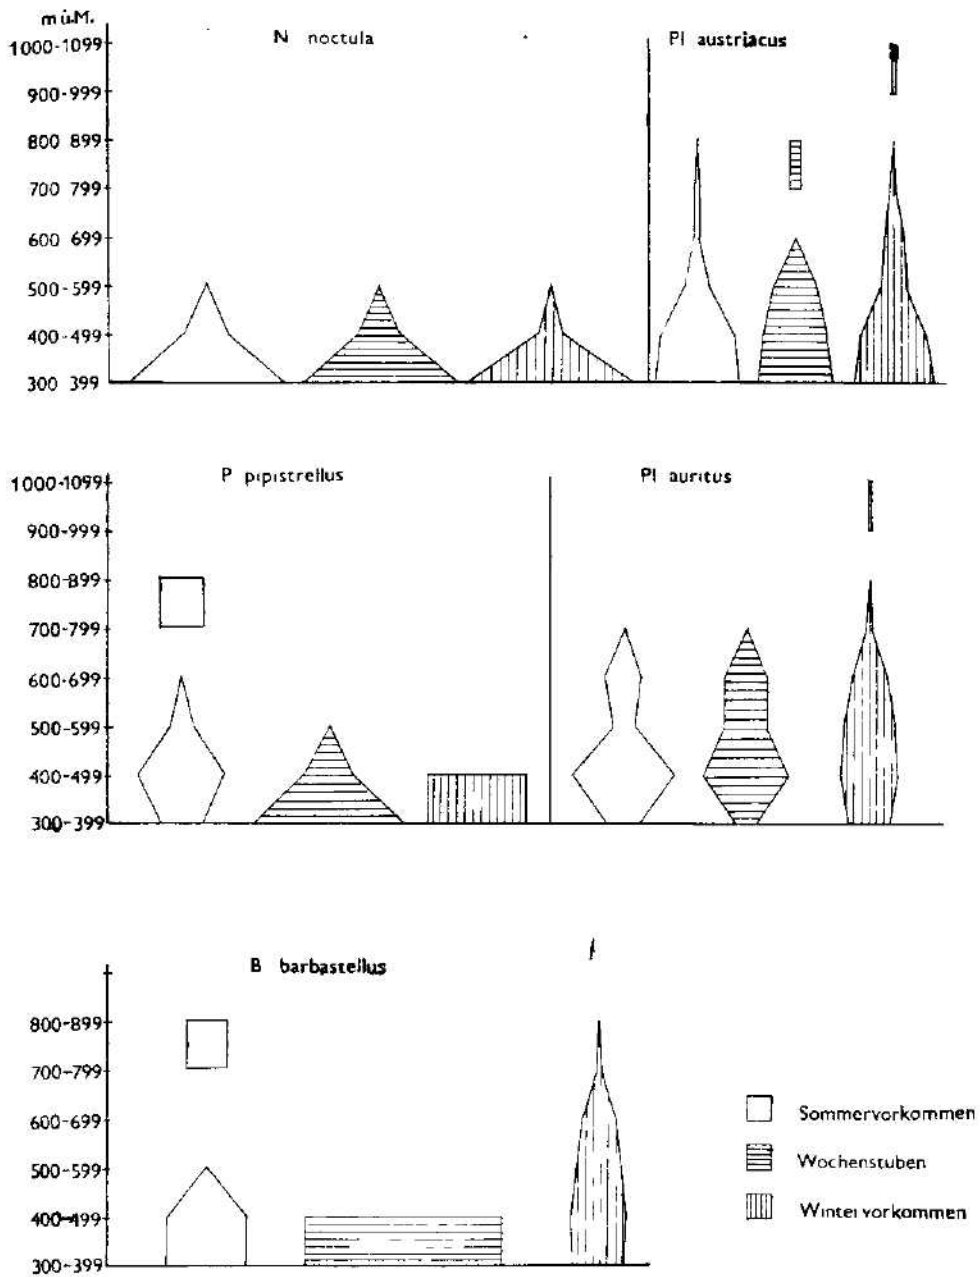 m ü.M.
N noctula
Pl austriacus
1000-1099
900-999
800 899
700 799
600 699
500-599
400-499
300 399
P pipistrellus
Pl auritus
1000-1099
900-999
800-899
700-799
600-699
500-599
400-499
300-399
B barbastellus
800-899
700-799
600-699
500-599
400-499
300-399
Sommervorkommen
Wochenstuben
Wintervorkommen